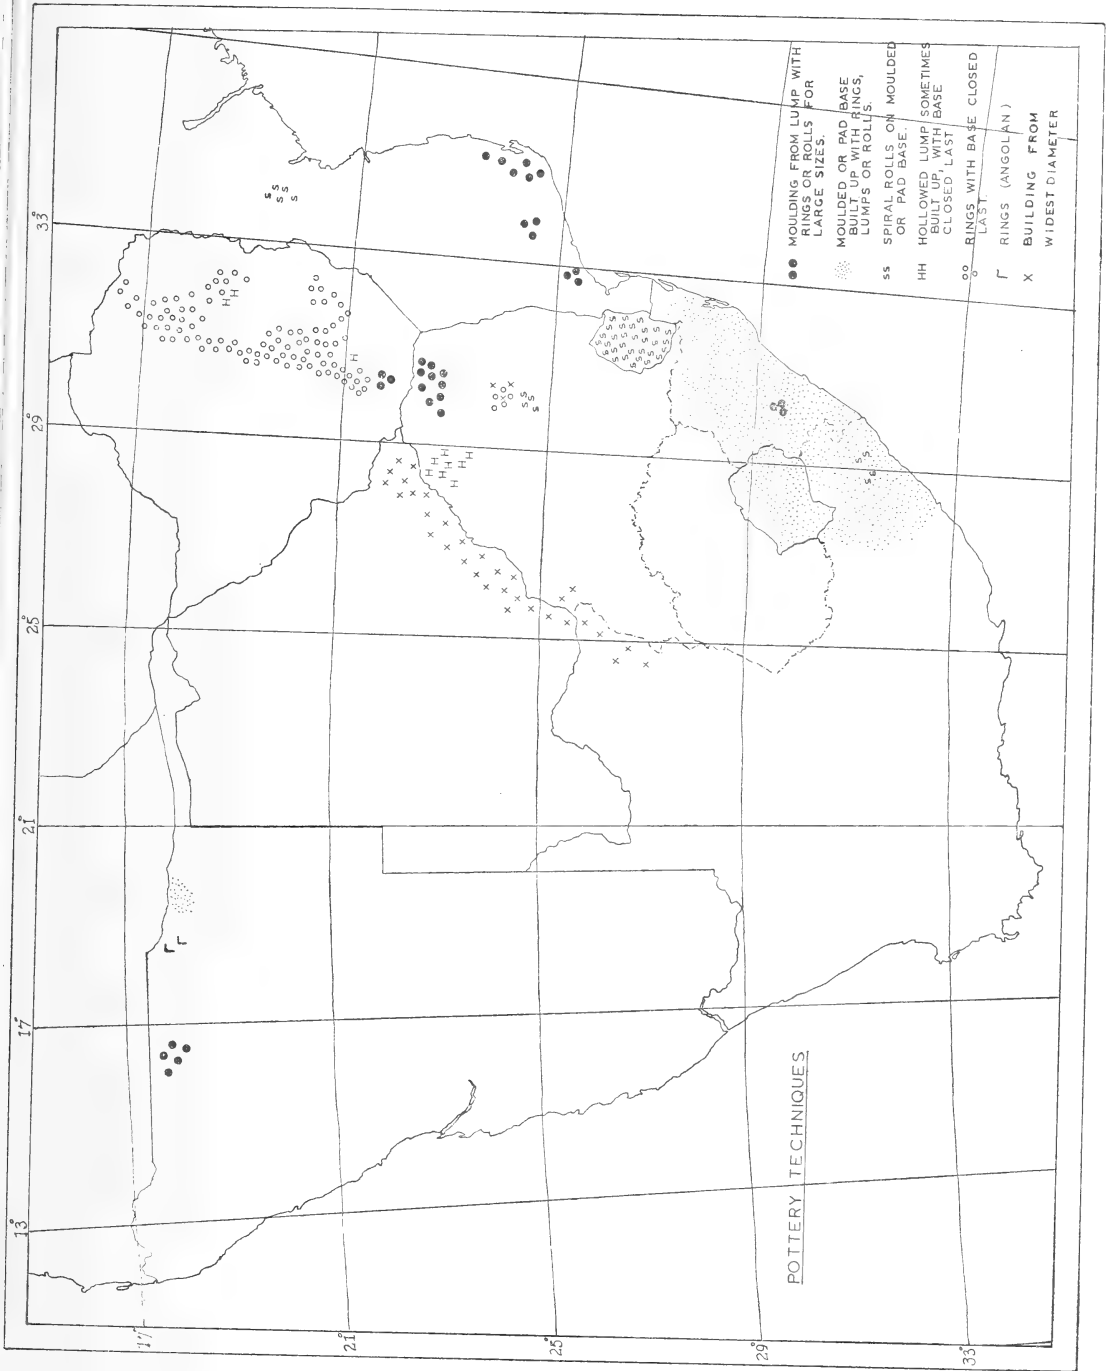 POTTERY TECHNIQUES
13°
17°
21°
25°
29°
33°
17°
21°
25°
29°
33°
MOULDING FROM LUMP WITH
RINGS OR ROLLS FOR
LARGE SIZES.
MOULDED OR PAD BASE
BUILT UP WITH RINGS,
LUMPS OR ROLLS.
SS SPIRAL ROLLS ON MOULDED
OR PAD BASE.
HH HOLLOWED LUMP SOMETIMES
BUILT UP, WITH BASE
CLOSED LAST
RINGS WITH BASE CLOSED
LAST.
Γ RINGS (ANGOLAN)
X BUILDING FROM
WIDEST DIAMETER